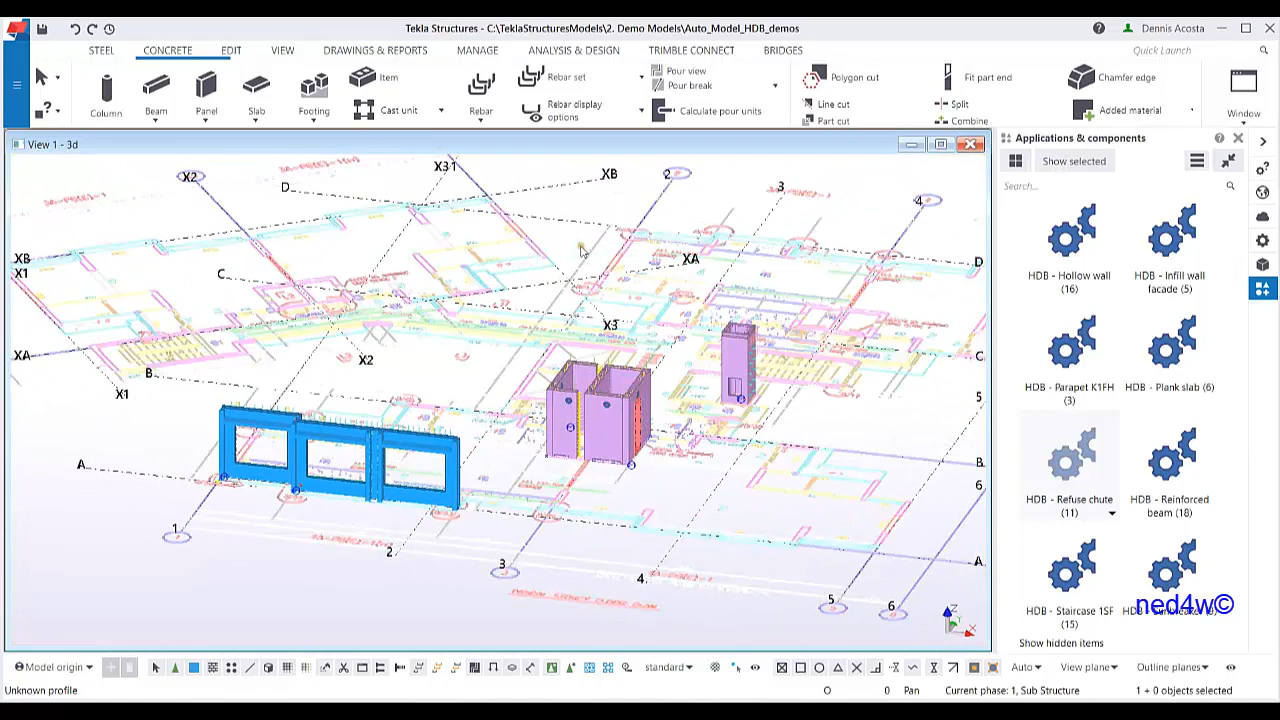 Tekla Structures - C:\TeklaStructuresModels\2. Demo Models\Auto_Model_HDB_demos
Dennis Acosta
STEEL CONCRETE EDIT VIEW DRAWINGS & REPORTS MANAGE ANALYSIS & DESIGN TRIMBLE CONNECT BRIDGES
Quick Launch
Column
Beam
Panel
Slab
Footing
Item
Cast unit
Rebar
Rebar set
Rebar display
options
Pour view
Pour break
Calculate pour units
Polygon cut
Line cut
Part cut
Fit part end
Split
Combine
Chamfer edge
Added material
Window
View 1 - 3d
X2
D
X31
XB
2
3
4
XB
X1
C
XA
D
XA
X3
X2
B
X1
C
5
A
B
6
1
2
3
4
5
6
A
Z
X
Applications & components
Show selected
Search...
HDB - Hollow wall
(16)
HDB - Infill wall
facade (5)
HDB - Parapet K1FH
(3)
HDB - Plank slab (6)
HDB - Refuse chute
(11)
HDB - Reinforced
beam (18)
HDB - Staircase 1SF
(15)
ned4w©
Show hidden items
Model origin
standard
Auto
View plane
Outline planes
Unknown profile
O
0
Pan
Current phase: 1, Sub Structure
1 + 0 objects selected